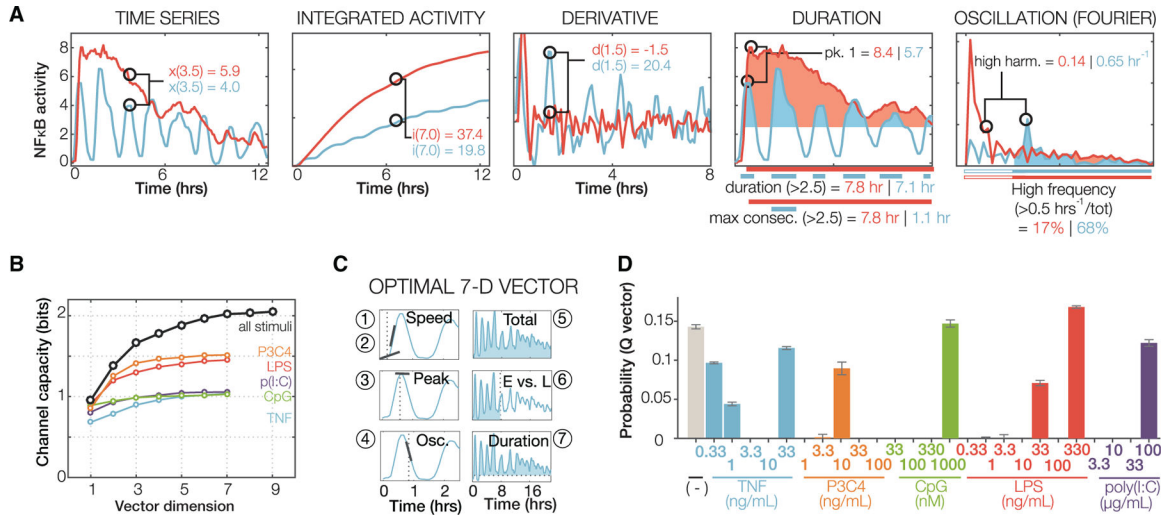 A
TIME SERIES
INTEGRATED ACTIVITY
DERIVATIVE
DURATION
OSCILLATION (FOURIER)
NFκB activity
8
6
4
2
0
x(3.5) = 5.9
x(3.5) = 4.0
0 6 12
Time (hrs)
i(7.0) = 37.4
i(7.0) = 19.8
0 6 12
Time (hrs)
d(1.5) = -1.5
d(1.5) = 20.4
0 4 8
Time (hrs)
pk. 1 = 8.4 | 5.7
duration (>2.5) = 7.8 hr | 7.1 hr
max consec. (>2.5) = 7.8 hr | 1.1 hr
high harm. = 0.14 | 0.65 hr⁻¹
High frequency
(>0.5 hrs⁻¹/tot)
= 17% | 68%
B
Channel capacity (bits)
2
1
0
all stimuli
P3C4
LPS
p(I:C)
CpG
TNF
1 3 5 7 9
Vector dimension
C
OPTIMAL 7-D VECTOR
1
2
Speed
Total
5
3
Peak
E vs. L
6
4
Osc.
Duration
7
0 1 2
Time (hrs)
0 8 16
Time (hrs)
D
Probability (Q vector)
0.15
0.1
0.05
0
0.33 3.3 33 3.3 33 33 330 0.33 3.3 33 330 10 100
1 10 1 10 100 100 1000 1 10 100 3.3 33
(-)
TNF
(ng/mL)
P3C4
(ng/mL)
CpG
(nM)
LPS
(ng/mL)
poly(I:C)
(µg/mL)